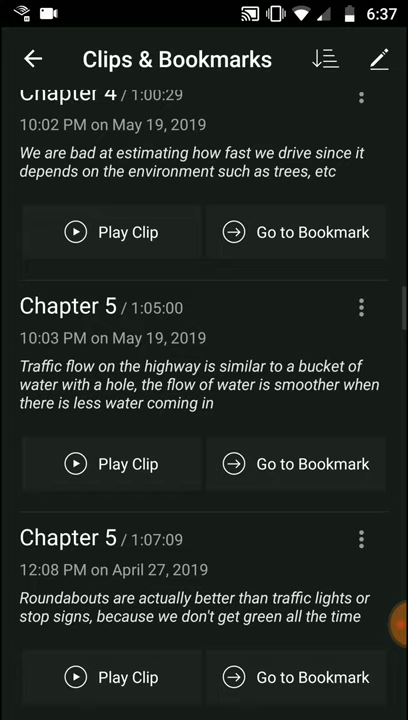 6:37
Clips & Bookmarks
Chapter 4 / 1:00:29
10:02 PM on May 19, 2019
We are bad at estimating how fast we drive since it
depends on the environment such as trees, etc
Play Clip
Go to Bookmark
Chapter 5 / 1:05:00
10:03 PM on May 19, 2019
Traffic flow on the highway is similar to a bucket of
water with a hole, the flow of water is smoother when
there is less water coming in
Play Clip
Go to Bookmark
Chapter 5 / 1:07:09
12:08 PM on April 27, 2019
Roundabouts are actually better than traffic lights or
stop signs, because we don't get green all the time
Play Clip
Go to Bookmark